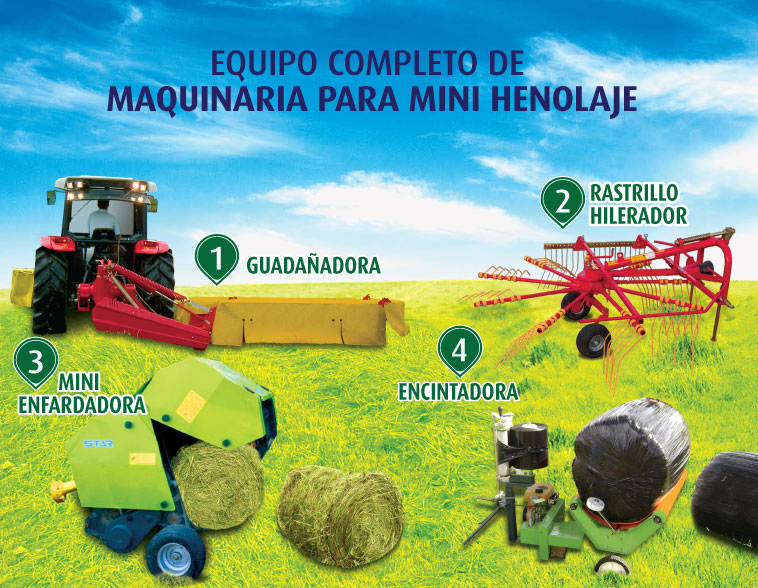 EQUIPO COMPLETO DE
MAQUINARIA PARA MINI HENOLAJE
1 GUADAÑADORA
2 RASTRILLO
HILERADOR
3 MINI
ENFARDADORA
4 ENCINTADORA
STAR